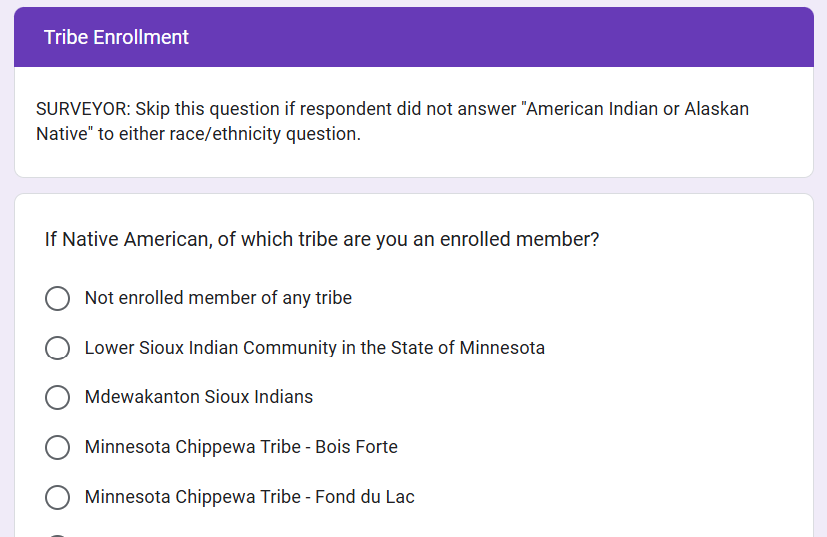 Tribe Enrollment
SURVEYOR: Skip this question if respondent did not answer "American Indian or Alaskan
Native" to either race/ethnicity question.
If Native American, of which tribe are you an enrolled member?
Not enrolled member of any tribe
Lower Sioux Indian Community in the State of Minnesota
Mdewakanton Sioux Indians
Minnesota Chippewa Tribe - Bois Forte
Minnesota Chippewa Tribe - Fond du Lac